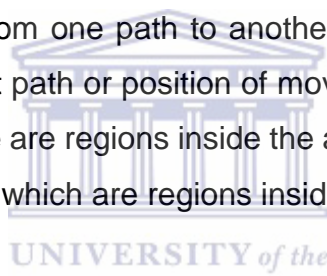 om one path to anothe
path or position of mov
are regions inside the a
which are regions insid
UNIVERSITY of the